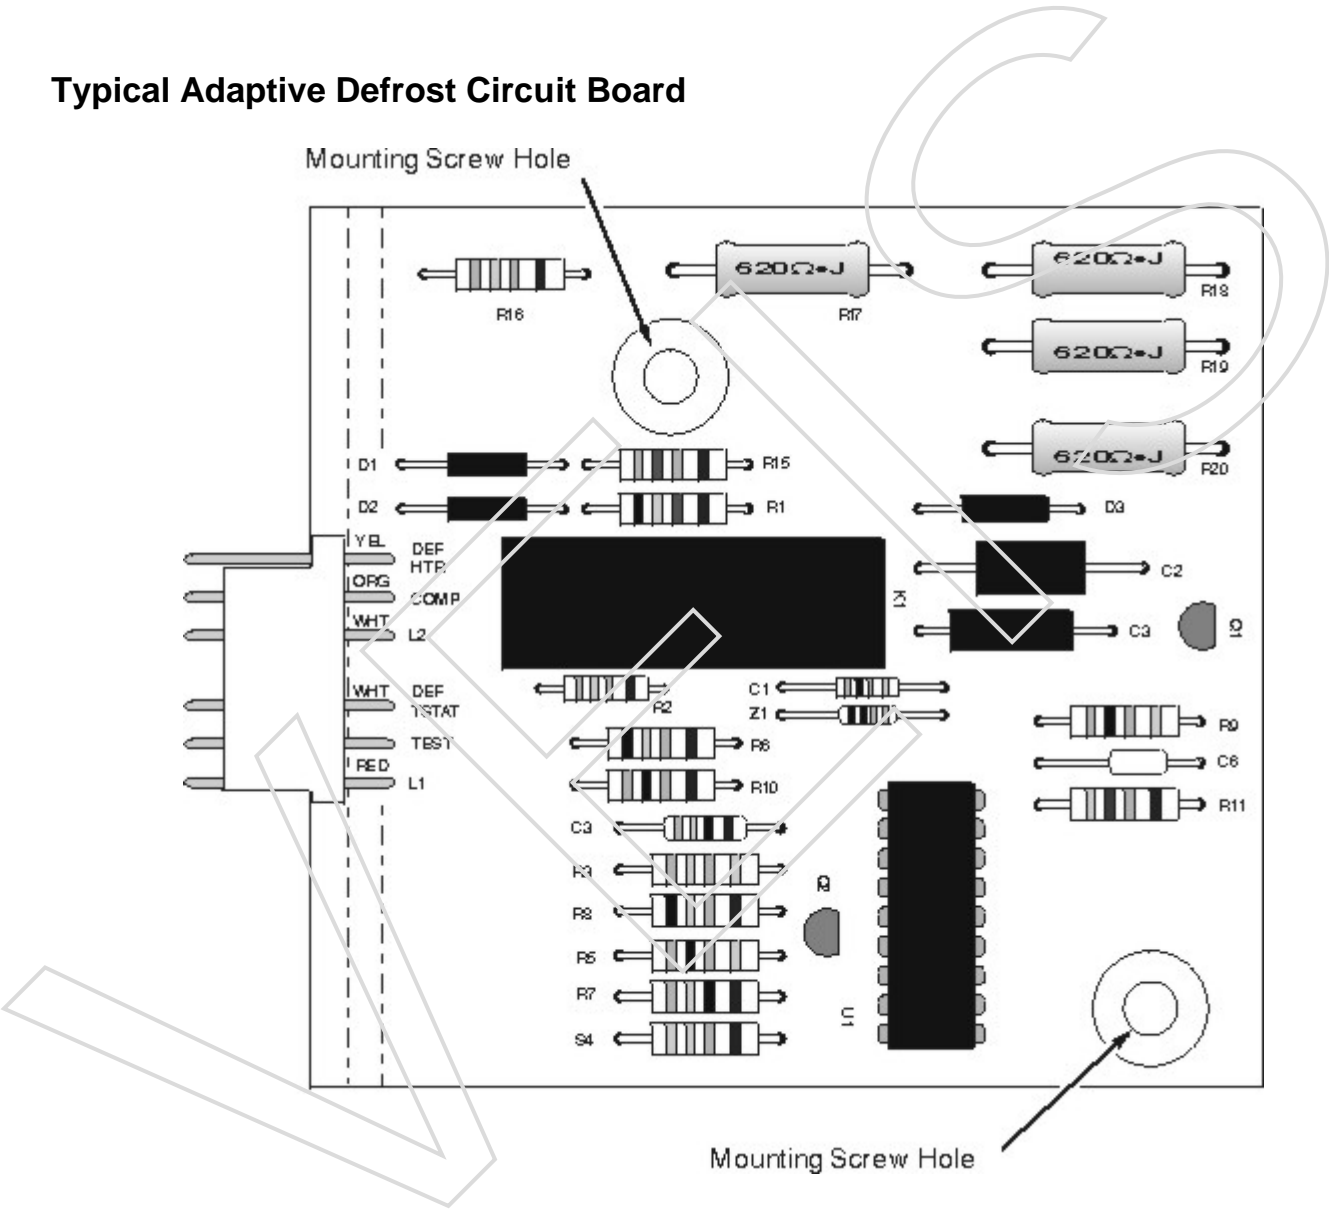 Typical Adaptive Defrost Circuit Board
Mounting Screw Hole
620Ω•J
620Ω•J
R18
R16
R17
620Ω•J
R19
620Ω•J
R20
D1
R15
D2
R1
D3
YEL DEF
HTR
ORG
COMP
K1
C2
WHT
L2
C3
Q1
WHT DEF
TSTAT
R2
C1
Z1
TEST
R6
R9
RED
L1
R10
C6
R11
C3
R3
R8
R5
R7
U1
S4
Mounting Screw Hole
VETS